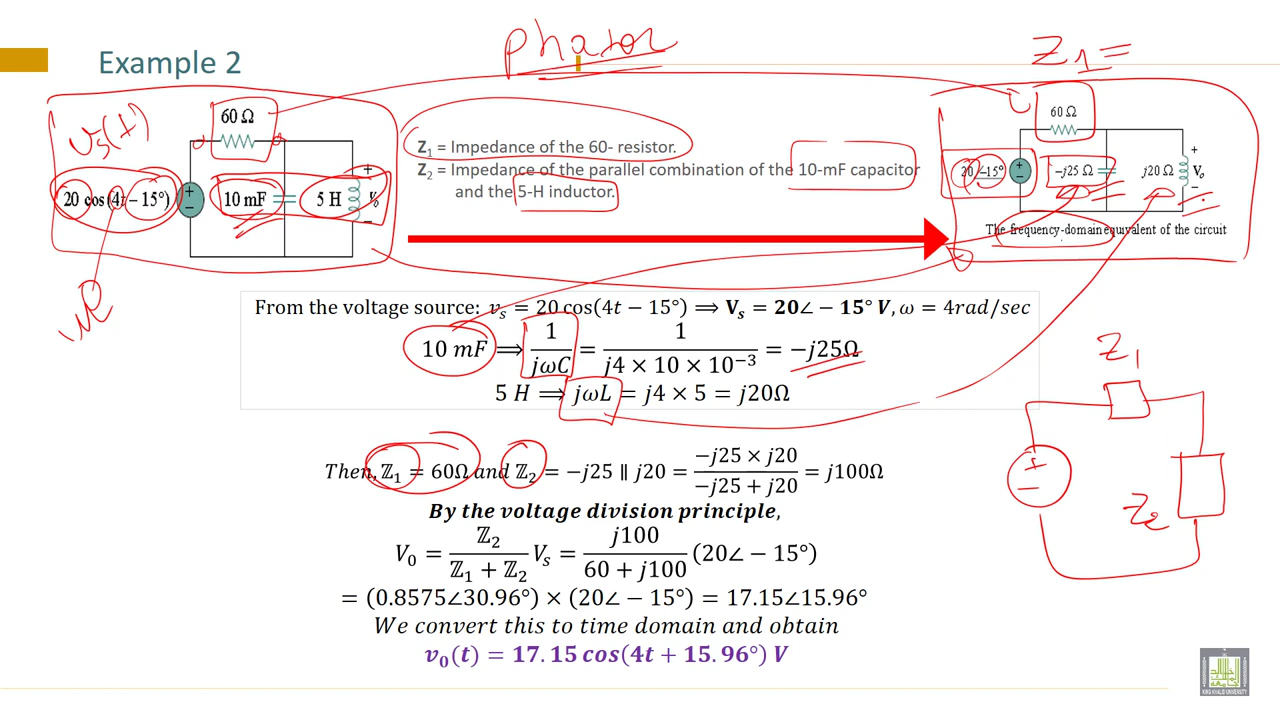 phasor
Z1 =
Example 2
vs(t)
60 Ω
20 cos(4t − 15°)
10 mF
5 H
+
V₀
−
Z₁ = Impedance of the 60- resistor.
Z₂ = Impedance of the parallel combination of the 10-mF capacitor
and the 5-H inductor.
60 Ω
20 ∠−15°
−j25 Ω
j20 Ω
+
V₀
−
The frequency-domain equivalent of the circuit
From the voltage source: vₛ = 20 cos(4t − 15°) ⟹ Vₛ = 20∠ − 15° V, ω = 4rad/sec
10 mF ⟹ 1/(jωC) = 1/(j4 × 10 × 10⁻³) = −j25Ω
5 H ⟹ jωL = j4 × 5 = j20Ω
Z1
+
−
Z2
Then, ℤ₁ = 60Ω and ℤ₂ = −j25 ∥ j20 = (−j25 × j20)/(−j25 + j20) = j100Ω
By the voltage division principle,
V₀ = ℤ₂/(ℤ₁ + ℤ₂) Vₛ = j100/(60 + j100) (20∠ − 15°)
= (0.8575∠30.96°) × (20∠ − 15°) = 17.15∠15.96°
We convert this to time domain and obtain
v₀(t) = 17.15 cos(4t + 15.96°) V
KING KHALID UNIVERSITY